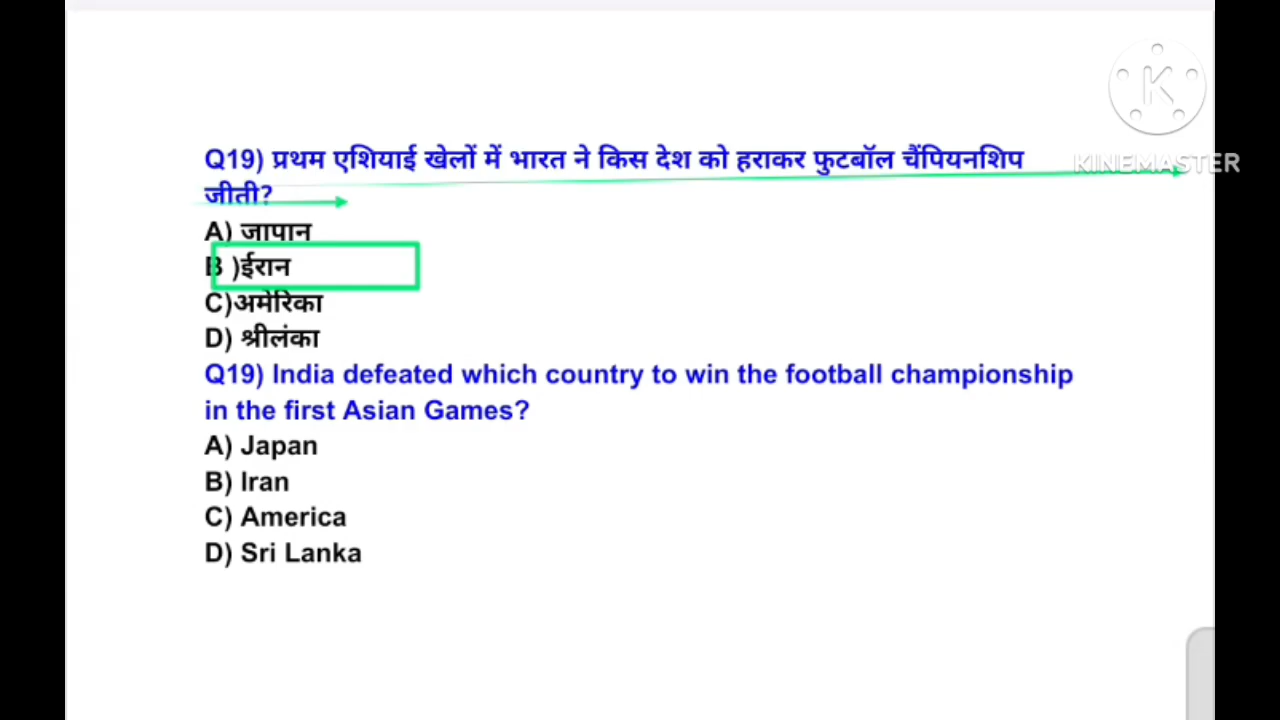 Q19) प्रथम एशियाई खेलों में भारत ने किस देश को हराकर फुटबॉल चैंपियनशिप
जीती?
A) जापान
B )ईरान
C)अमेरिका
D) श्रीलंका
Q19) India defeated which country to win the football championship
in the first Asian Games?
A) Japan
B) Iran
C) America
D) Sri Lanka
K
KINEMASTER